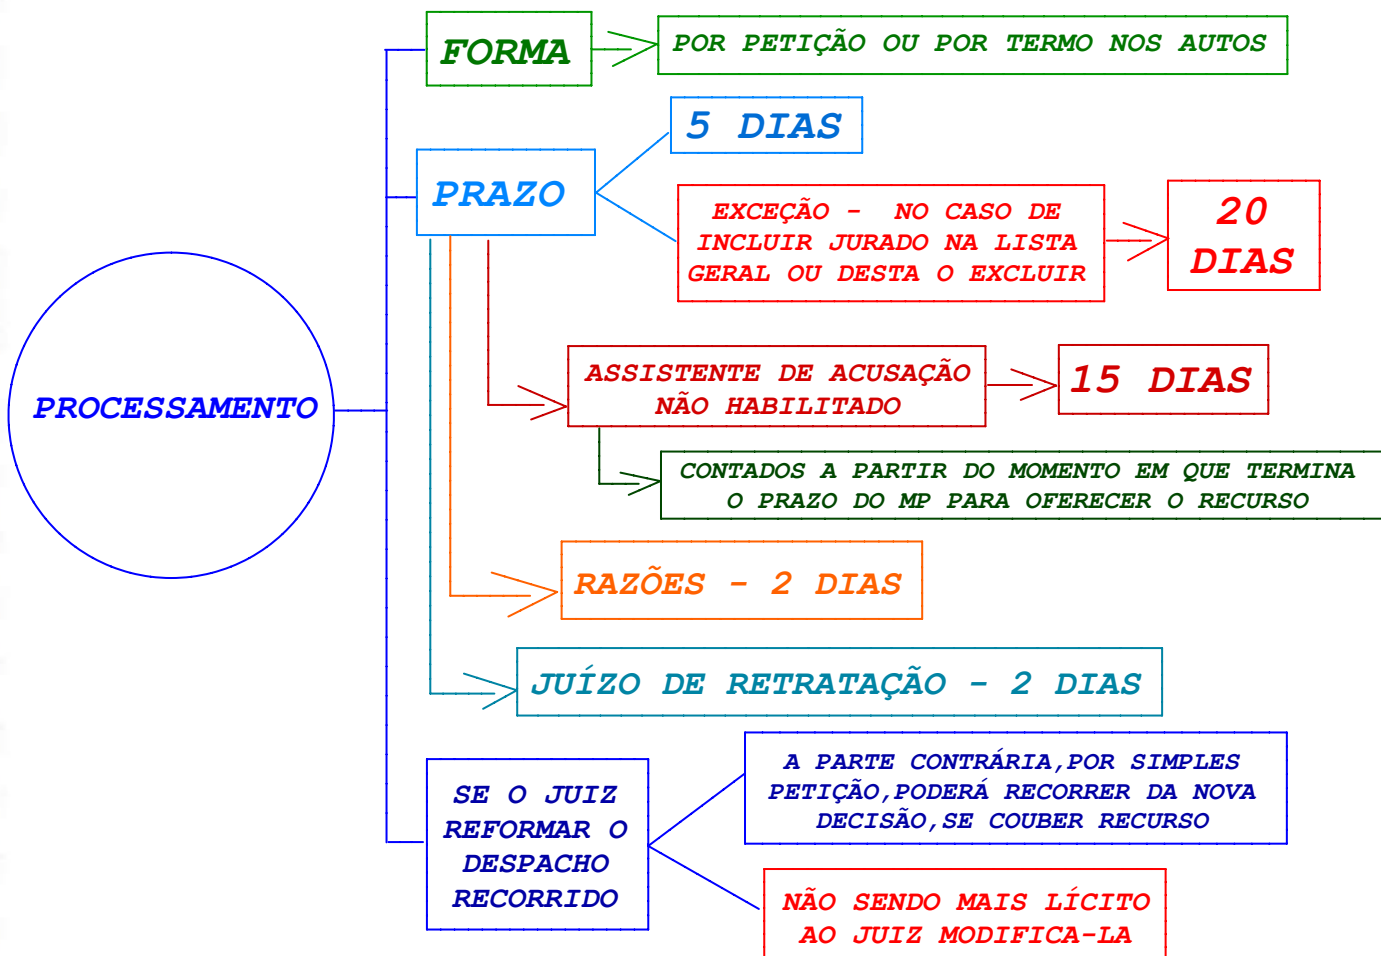 PROCESSAMENTO
FORMA
POR PETIÇÃO OU POR TERMO NOS AUTOS
PRAZO
5 DIAS
EXCEÇÃO - NO CASO DE
INCLUIR JURADO NA LISTA
GERAL OU DESTA O EXCLUIR
20
DIAS
ASSISTENTE DE ACUSAÇÃO
NÃO HABILITADO
15 DIAS
CONTADOS A PARTIR DO MOMENTO EM QUE TERMINA
O PRAZO DO MP PARA OFERECER O RECURSO
RAZÕES - 2 DIAS
JUÍZO DE RETRATAÇÃO - 2 DIAS
SE O JUIZ
REFORMAR O
DESPACHO
RECORRIDO
A PARTE CONTRÁRIA,POR SIMPLES
PETIÇÃO,PODERÁ RECORRER DA NOVA
DECISÃO,SE COUBER RECURSO
NÃO SENDO MAIS LÍCITO
AO JUIZ MODIFICA-LA